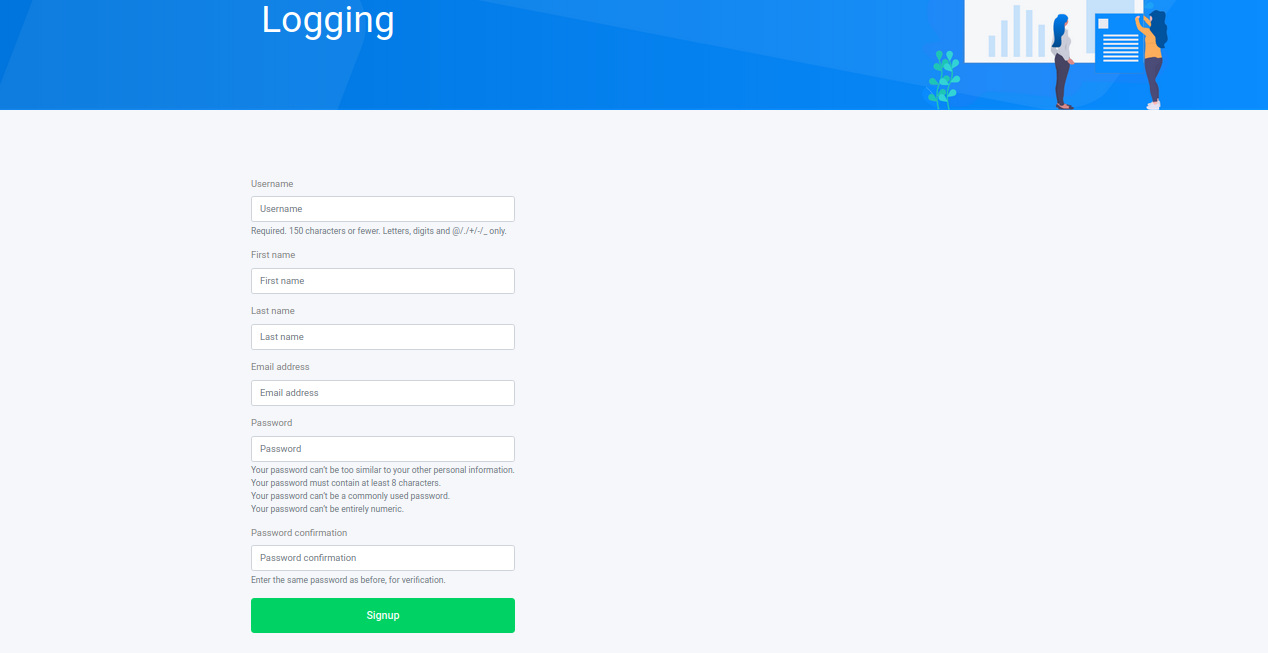 Logging
Username
Username
Required. 150 characters or fewer. Letters, digits and @/./+/-/_ only.
First name
First name
Last name
Last name
Email address
Email address
Password
Password
Your password can't be too similar to your other personal information.
Your password must contain at least 8 characters.
Your password can't be a commonly used password.
Your password can't be entirely numeric.
Password confirmation
Password confirmation
Enter the same password as before, for verification.
Signup